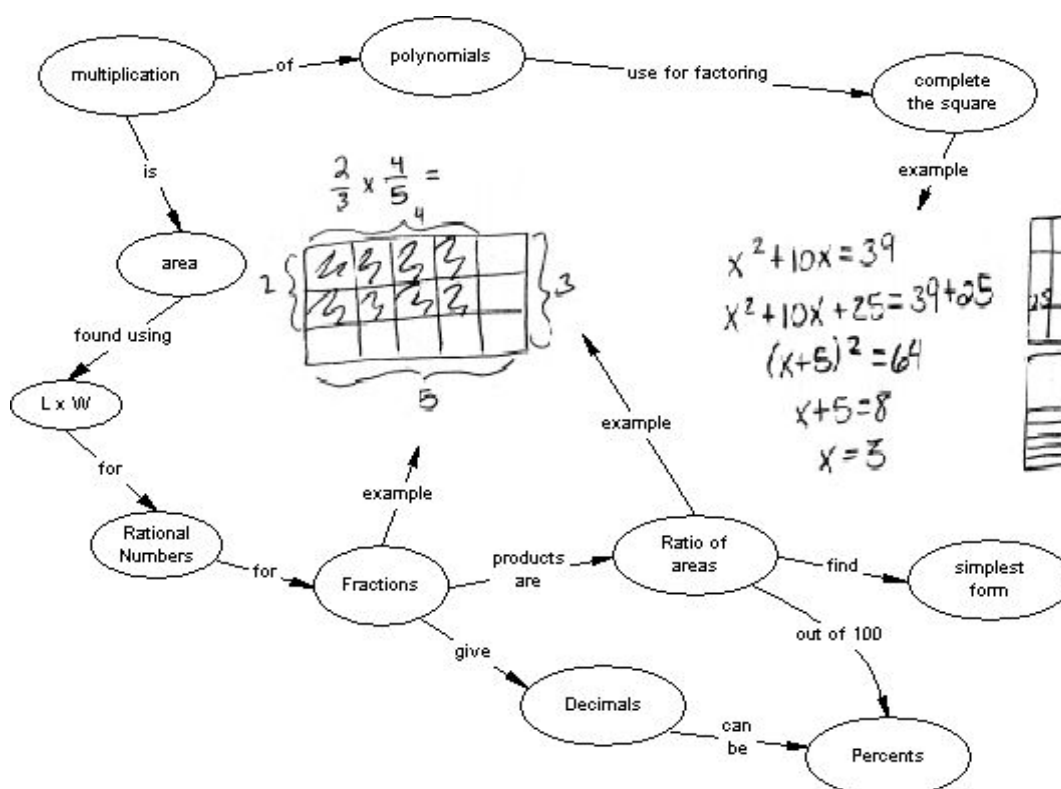 multiplication
of
polynomials
use for factoring
complete
the square
is
example
2/3 x 4/5 =
4
area
2
3
x² + 10x = 39
x² + 10x + 25 = 39 + 25
25
(x+5)² = 64
found using
5
x + 5 = 8
L x W
example
x = 3
for
example
Rational
Numbers
for
Fractions
products
are
Ratio of
areas
find
simplest
form
give
out of 100
Decimals
can
be
Percents